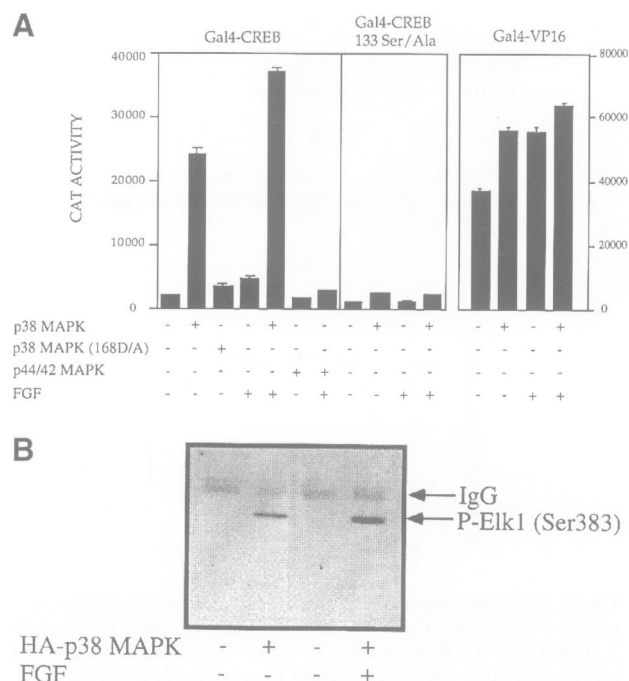 A
Gal4-CREB
Gal4-CREB
133 Ser/Ala
Gal4-VP16
CAT ACTIVITY
40000
30000
20000
10000
0
80000
60000
40000
20000
0
p38 MAPK - + - - + - - - + - + - + - +
p38 MAPK (168D/A) - - + - - - - - - - - - - - -
p44/42 MAPK - - - - - + + - - - - - - - -
FGF - - - + + - + - - + + - - + +
B
IgG
P-Elk1 (Ser383)
HA-p38 MAPK - + - +
FGF - - + +